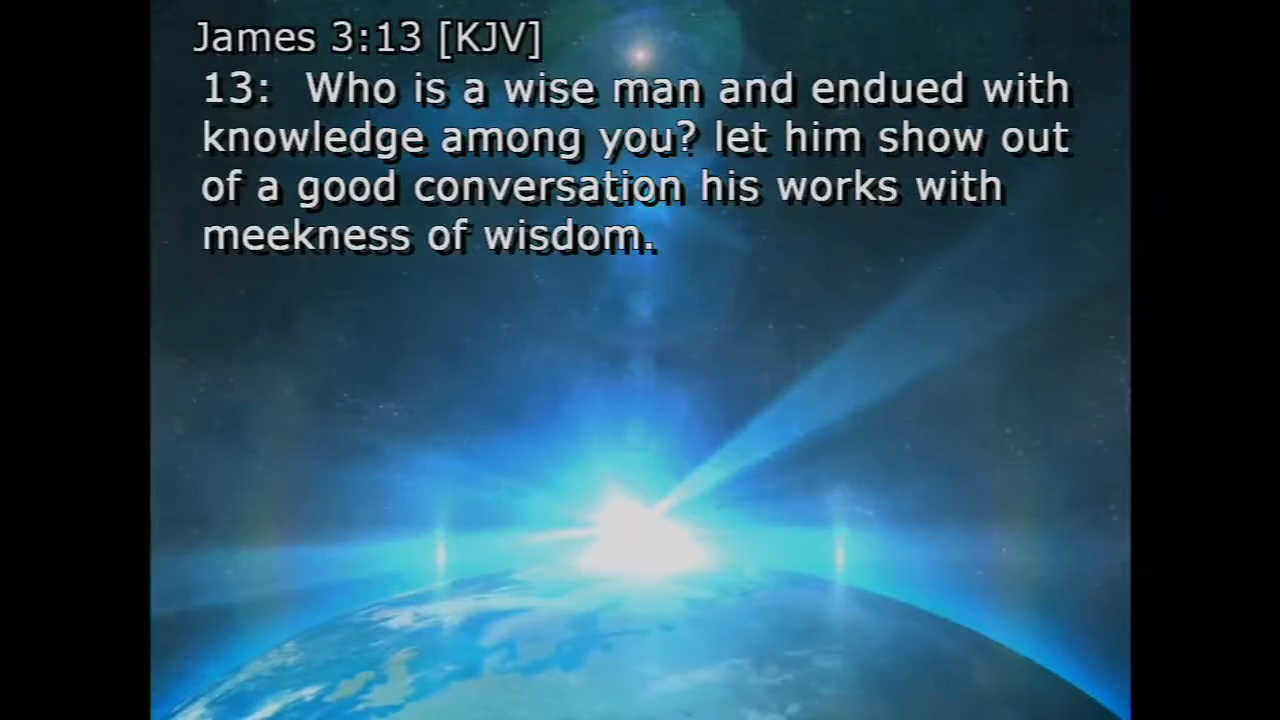 James 3:13 [KJV]
13: Who is a wise man and endued with
knowledge among you? let him show out
of a good conversation his works with
meekness of wisdom.